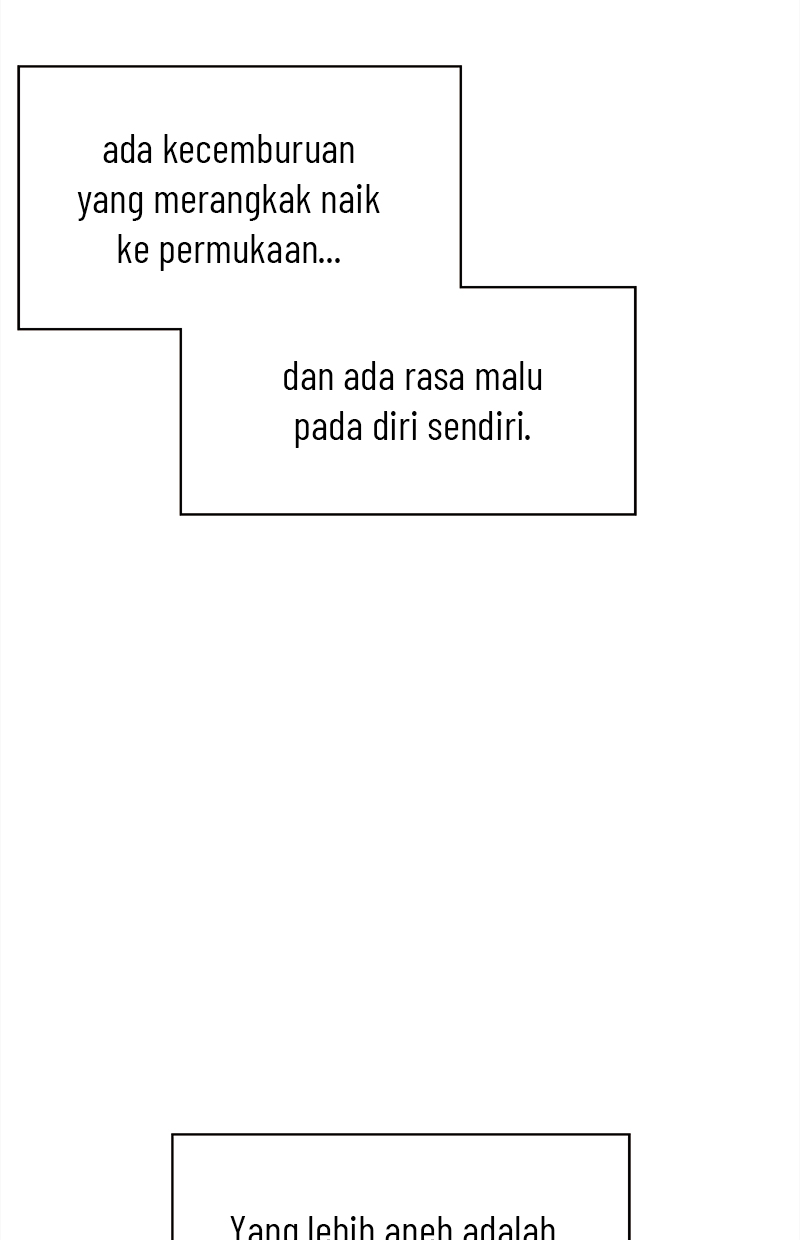 ada kecemburuan
yang merangkak naik
ke permukaan...
dan ada rasa malu
pada diri sendiri.
Yang lebih aneh adalah